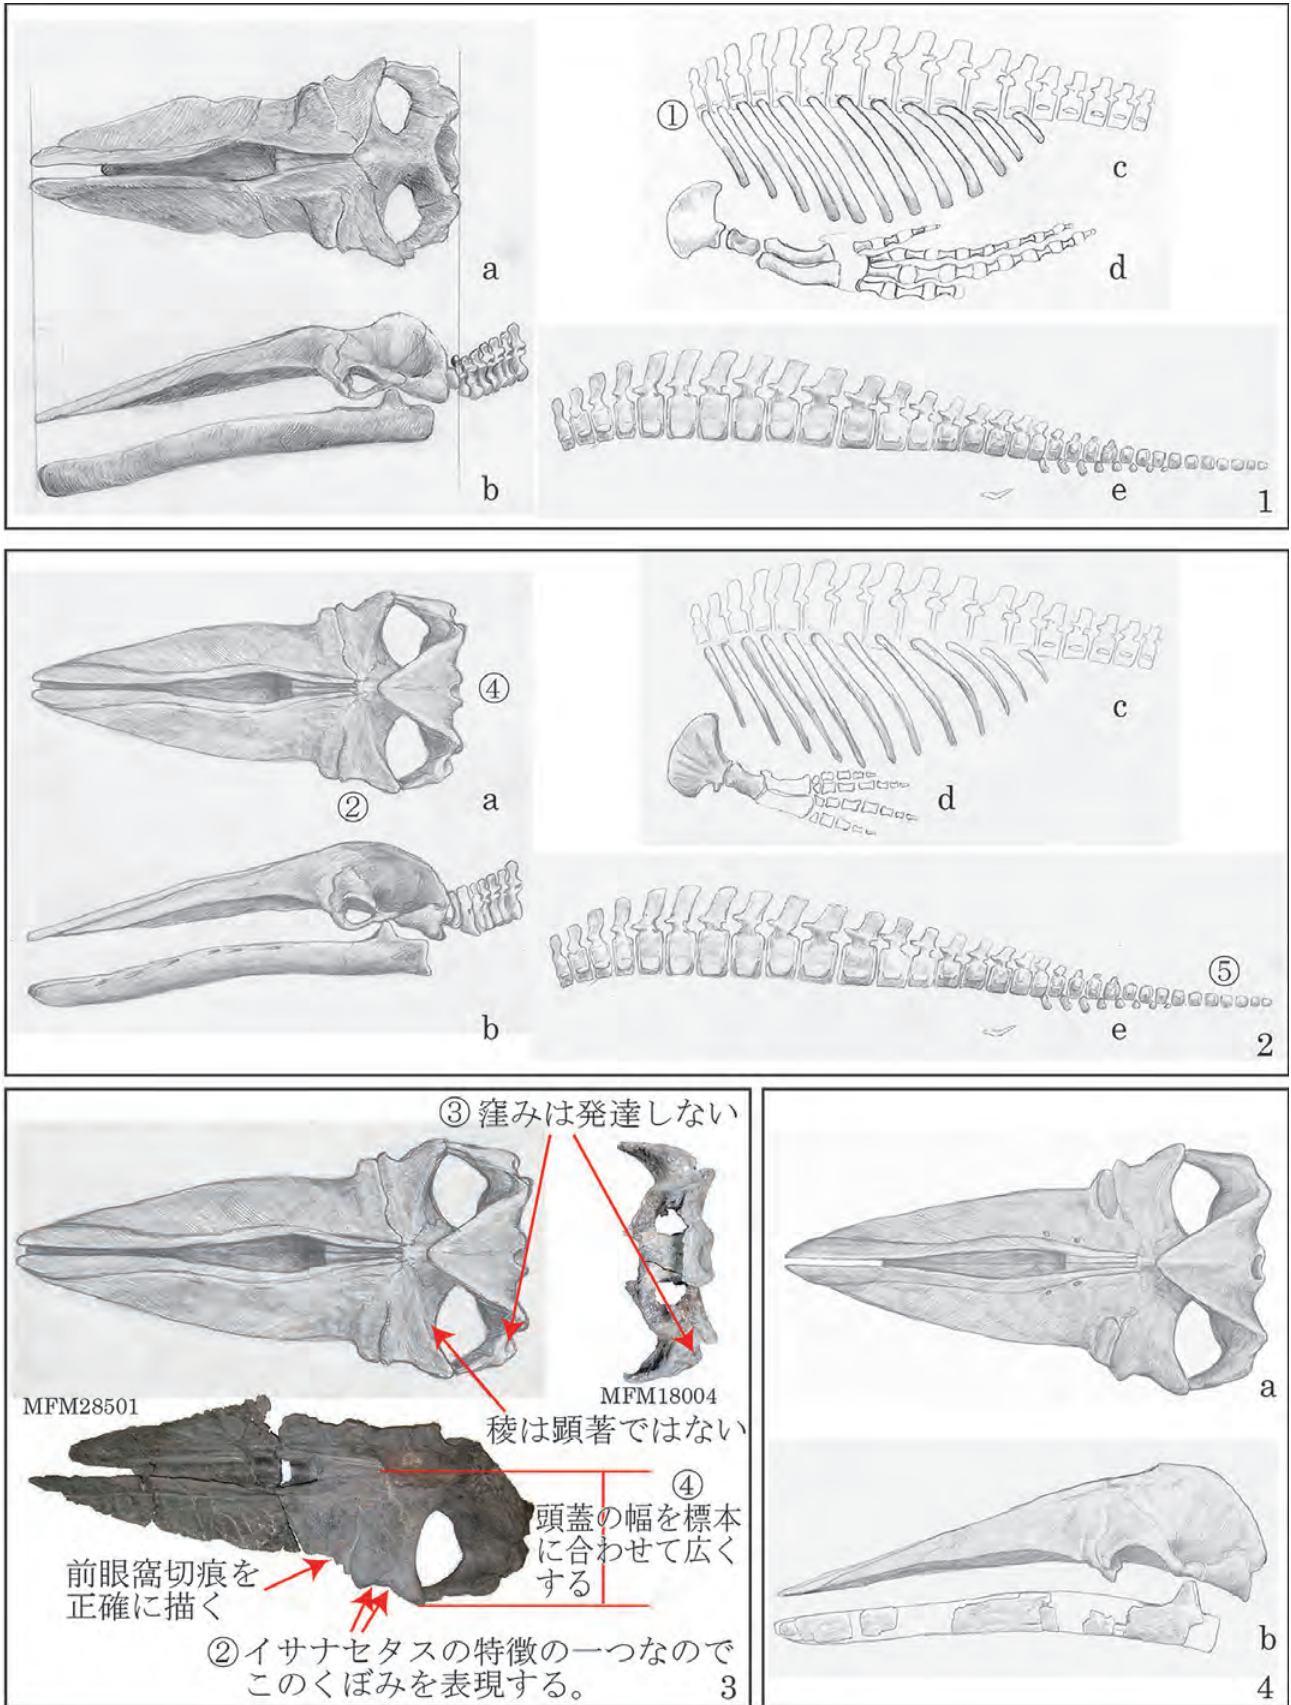 ①
c
a
d
b
e
1
④
c
②
a
d
⑤
b
e
2
③ 窪みは発達しない
MFM18004
MFM28501
稜は顕著ではない
④
頭蓋の幅を標本
に合わせて広く
する
前眼窩切痕を
正確に描く
②イサナセタスの特徴の一つなので
このくぼみを表現する。
3
a
b
4